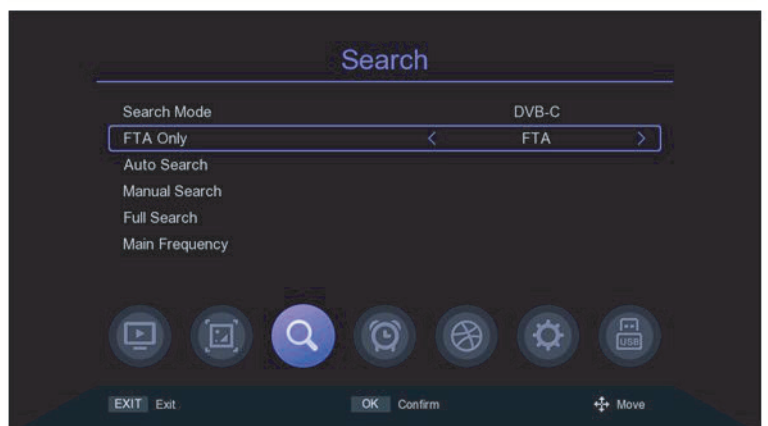 Search
Search Mode DVB-C
FTA Only < FTA >
Auto Search
Manual Search
Full Search
Main Frequency
USB
EXIT Exit OK Confirm Move